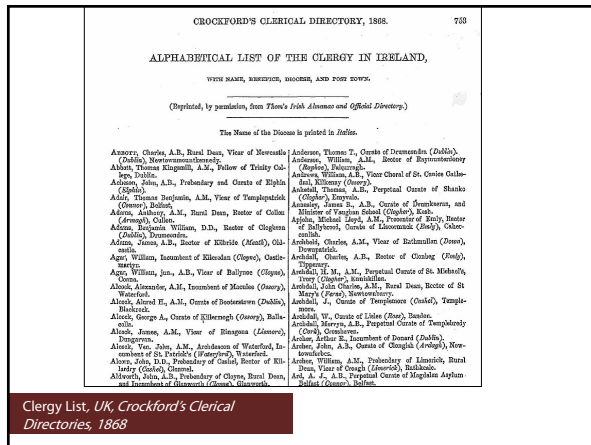 CROCKFORD'S CLERICAL DIRECTORY, 1868. 753
ALPHABETICAL LIST OF THE CLERGY IN IRELAND,
WITH NAME, BENEFICE, DIOCESE, AND POST TOWN.
(Reprinted, by permission, from Thom's Irish Almanac and Official Directory.)
The Name of the Diocese is printed in Italics.
ABBOTT, Charles, A.B., Rural Dean, Vicar of Newcastle
(Dublin), Newtownmountkennedy.
Abbott, Thomas Kingsmill, A.M., Fellow of Trinity Col-
lege, Dublin.
Acheson, John, A.B., Prebendary and Curate of Elphin
(Elphin).
Adair, Thomas Benjamin, A.M., Vicar of Templepatrick
(Connor), Belfast.
Adams, Anthony, A.M., Rural Dean, Rector of Collon
(Armagh), Collon.
Adams, Benjamin William, D.D., Rector of Cloghran
(Dublin), Drumcondra.
Adams, James, A.B., Rector of Kilbride (Meath), Old-
castle.
Agar, William, Incumbent of Kilcredan (Cloyne), Castle-
martyr.
Agar, William, jun., A.B., Vicar of Ballynoe (Cloyne),
Conna.
Alcock, Alexander, A.M., Incumbent of Maculee (Ossory),
Waterford.
Alcock, Alured H., A.M., Curate of Booterstown (Dublin),
Blackrock.
Alcock, George A., Curate of Killermogh (Ossory), Balla-
colla.
Alcock, James, A.M., Vicar of Rinagona (Lismore),
Dungarvan.
Alcock, Ven. John, A.M., Archdeacon of Waterford, In-
cumbent of St. Patrick's (Waterford), Waterford.
John, D.D., Prebendary of Cashel, Rector of Kil-
lardry (Cashel), Clonmel.
Aldworth, John, A.B., Prebendary of Cloyne, Rural Dean,
and Incumbent of Glanworth (Cloyne), Glanworth.
Anderson, Thomas T., Curate of Drumcondra (Dublin).
Anderson, William, A.M., Rector of Raymunterdoney
(Raphoe), Falcarragh.
Andrews, William, A.B., Vicar Choral of St. Canice Cathe-
dral, Kilkenny (Ossory).
Anketell, Thomas, A.B., Perpetual Curate of Shanko
(Clogher), Emyvale.
Annesley, James B., A.B., Curate of Drumkeeran, and
Minister of Vaughan School (Clogher), Kesh.
Apjohn, Michael Lloyd, A.M., Precentor of Emly, Rector
of Ballybrood, Curate of Liscormuck (Emly), Caher-
conlish.
Archbold, Charles, A.M., Vicar of Rathmullan (Down),
Downpatrick.
Archdall, Charles, A.B., Rector of Clonbeg (Emly),
Tipperary.
Archdall, H. M., A.M., Perpetual Curate of St. Michael's,
Trory (Clogher), Enniskillen.
Archdall, John Charles, A.M., Rural Dean, Rector of St
Mary's (Ferns), Newtownbarry.
Archdall, J., Curate of Templemore (Cashel), Temple-
more.
Archdall, W., Curate of Lislee (Ross), Bandon.
Archdall, Mervyn, A.B., Perpetual Curate of Templebredy
(Cork), Crosshaven.
Archer, Arthur E., Incumbent of Donard (Dublin).
Archer, John, A.B., Curate of Clongish (Ardagh), New-
townforbes.
Archer, William, A.M., Prebendary of Limerick, Rural
Dean, Vicar of Croagh (Limerick), Rathkeale.
Ard, A. J., A.B., Perpetual Curate of Magdalen Asylum
Belfast (Connor), Belfast.
Clergy List, UK, Crockford's Clerical
Directories, 1868